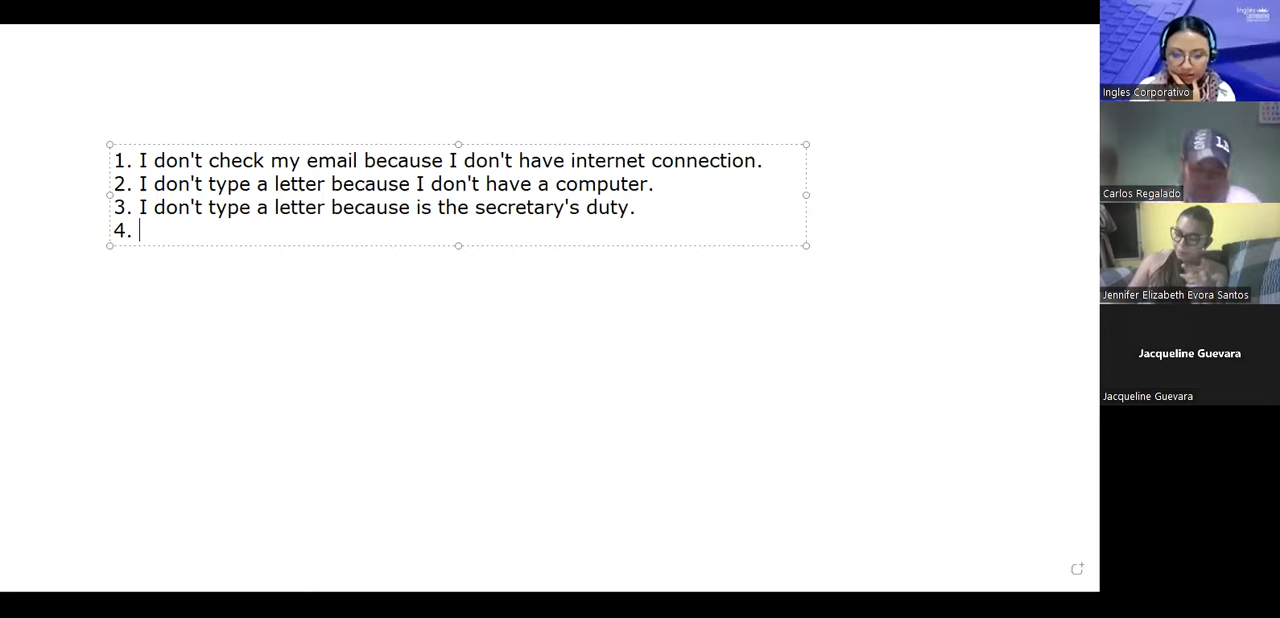 1. I don't check my email because I don't have internet connection.
2. I don't type a letter because I don't have a computer.
3. I don't type a letter because is the secretary's duty.
4.
Ingles Corporativo
Carlos Regalado
Jennifer Elizabeth Evora Santos
Jacqueline Guevara
Jacqueline Guevara